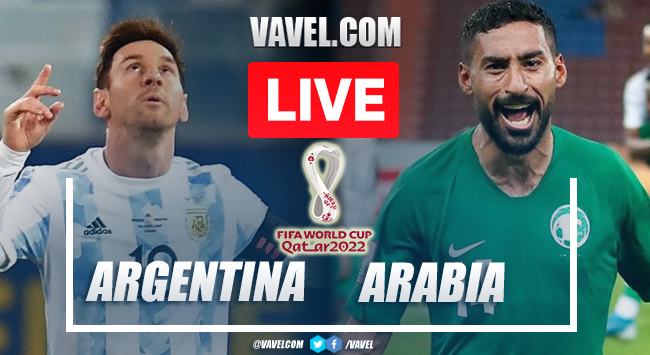 VAVEL.COM
LIVE
FIFA WORLD CUP
Qatar2022
ARGENTINA
ARABIA
@VAVELCOM /VAVEL